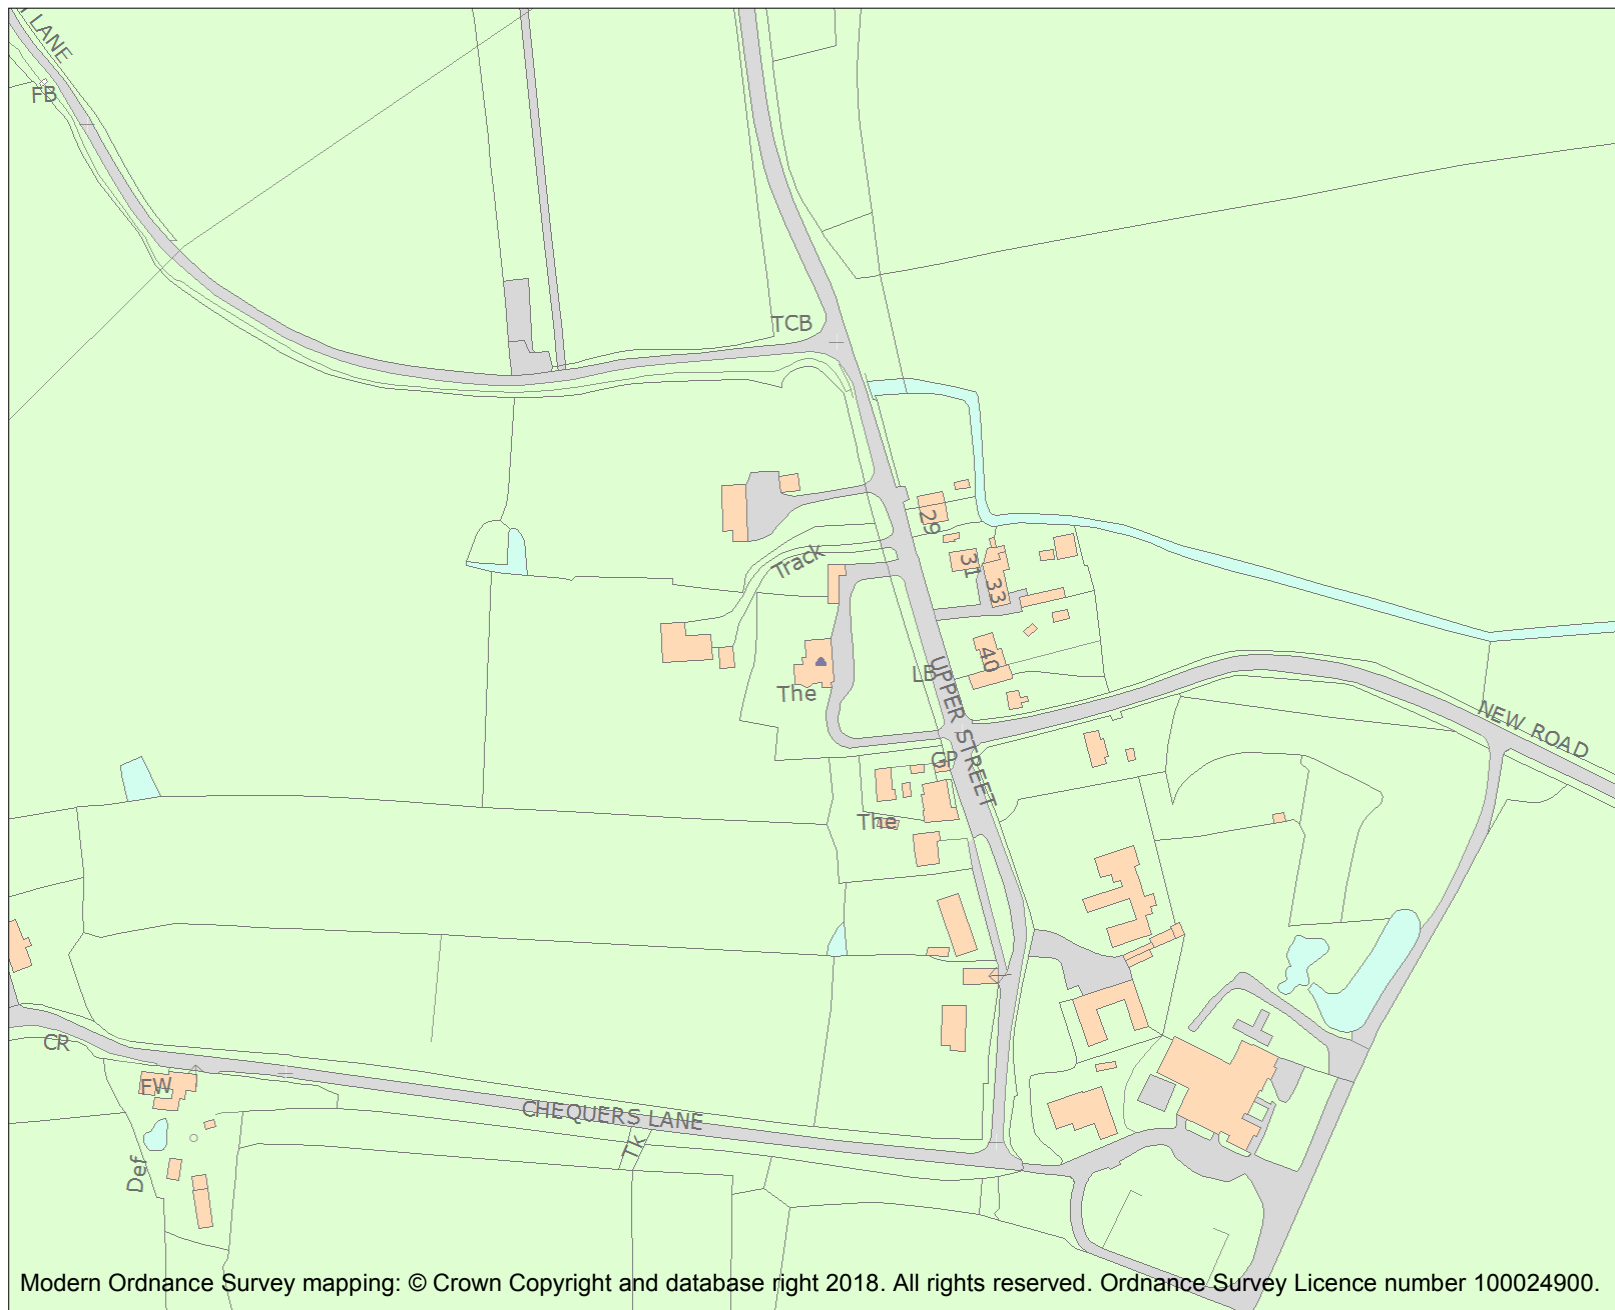 LANE
FB
TCB
29
Track
31
33
40
LB
The
UPPER STREET
NEW ROAD
GP
The
CR
FW
CHEQUERS LANE
Tk
Def
Modern Ordnance Survey mapping: © Crown Copyright and database right 2018. All rights reserved. Ordnance Survey Licence number 100024900.